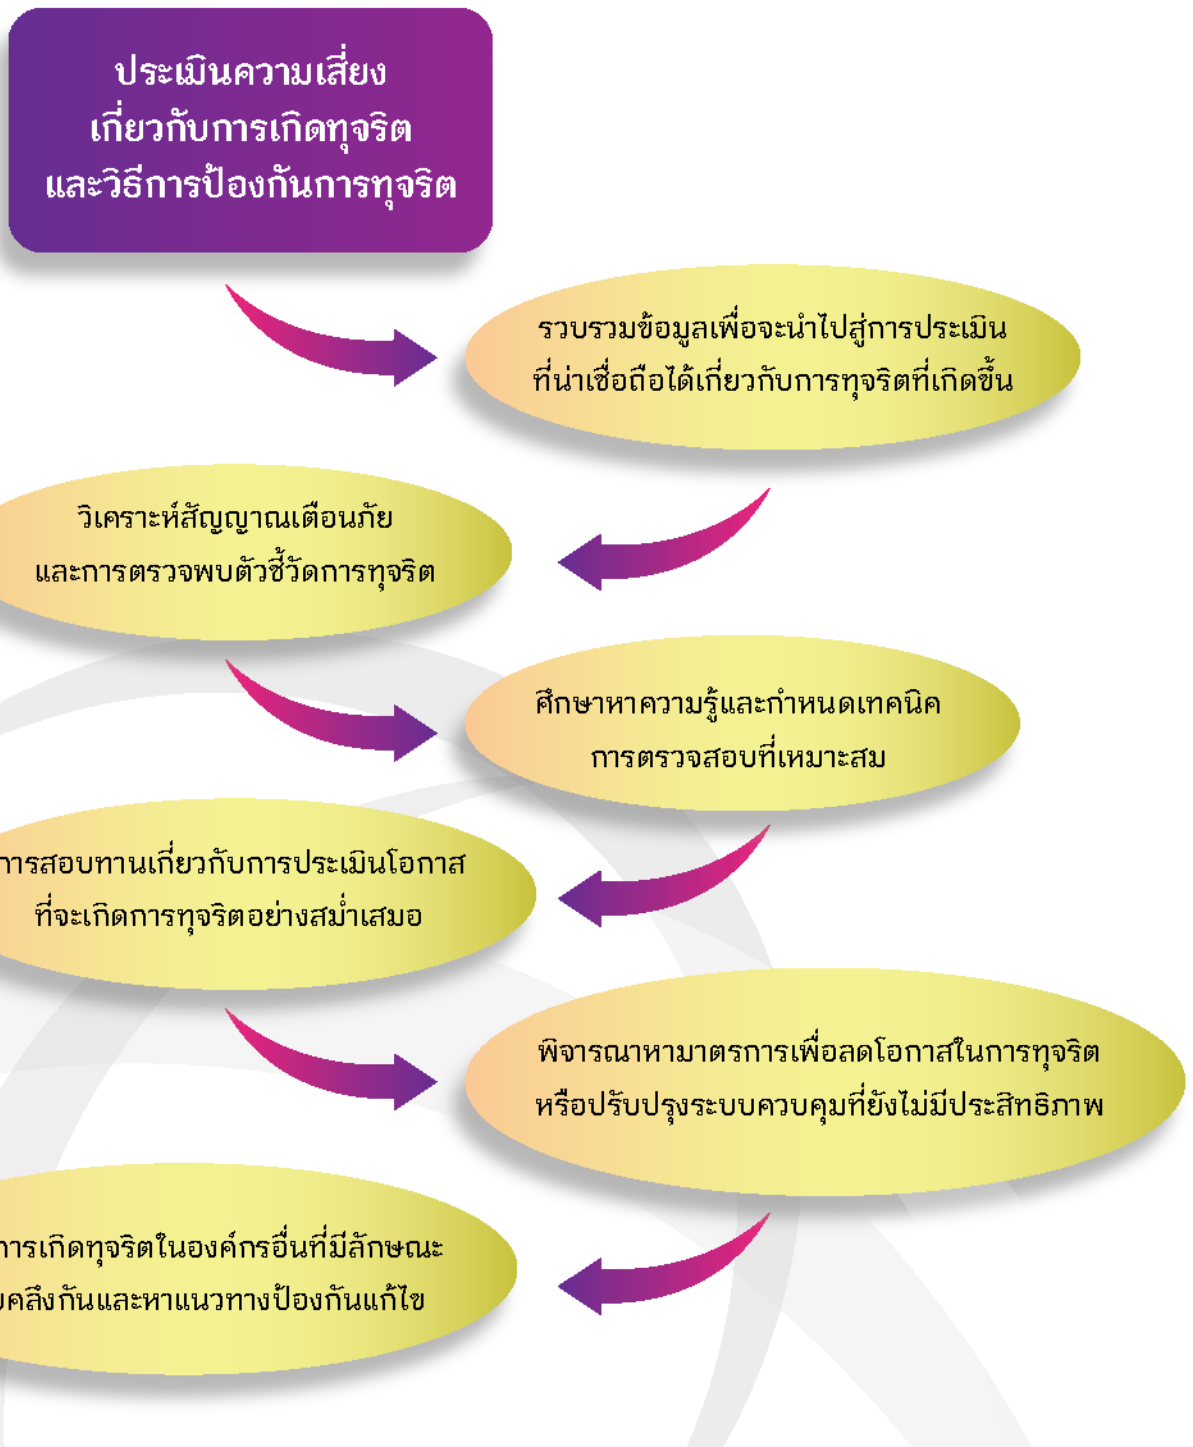 ประเมินความเสี่ยง
เกี่ยวกับการเกิดทุจริต
และวิธีการป้องกันการทุจริต
รวบรวมข้อมูลเพื่อจะนำไปสู่การประเมิน
ที่น่าเชื่อถือได้เกี่ยวกับการทุจริตที่เกิดขึ้น
วิเคราะห์สัญญาณเตือนภัย
และการตรวจพบตัวชี้วัดการทุจริต
ศึกษาหาความรู้และกำหนดเทคนิค
การตรวจสอบที่เหมาะสม
การสอบทานเกี่ยวกับการประเมินโอกาส
ที่จะเกิดการทุจริตอย่างสม่ำเสมอ
พิจารณาหามาตรการเพื่อลดโอกาสในการทุจริต
หรือปรับปรุงระบบควบคุมที่ยังไม่มีประสิทธิภาพ
การเกิดทุจริตในองค์กรอื่นที่มีลักษณะ
คลึงกันและหาแนวทางป้องกันแก้ไข